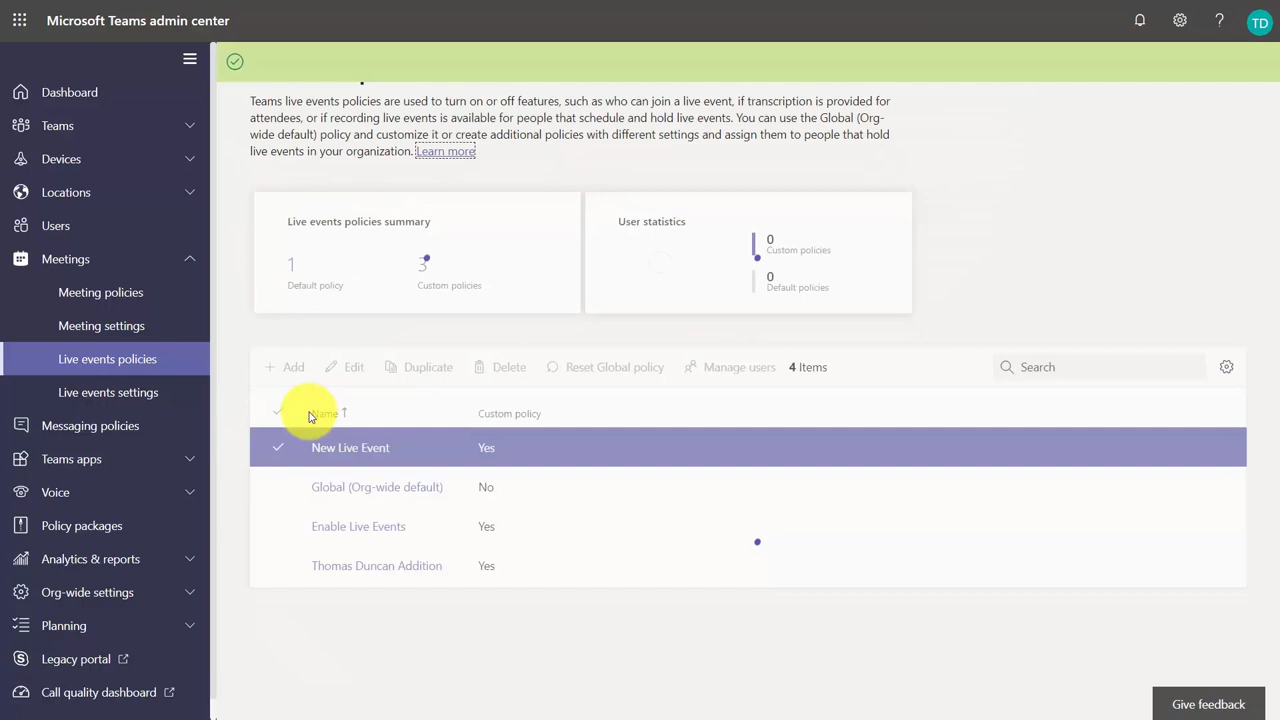 Microsoft Teams admin center
TD
Dashboard
Teams
Devices
Locations
Users
Meetings
Meeting policies
Meeting settings
Live events policies
Live events settings
Messaging policies
Teams apps
Voice
Policy packages
Analytics & reports
Org-wide settings
Planning
Legacy portal
Call quality dashboard
Teams live events policies are used to turn on or off features, such as who can join a live event, if transcription is provided for
attendees, or if recording live events is available for people that schedule and hold live events. You can use the Global (Org-
wide default) policy and customize it or create additional policies with different settings and assign them to people that hold
live events in your organization. Learn more
Live events policies summary
1
Default policy
3
Custom policies
User statistics
0
Custom policies
0
Default policies
+ Add Edit Duplicate Delete Reset Global policy Manage users 4 Items Search
Name ↑ Custom policy
New Live Event Yes
Global (Org-wide default) No
Enable Live Events Yes
Thomas Duncan Addition Yes
Give feedback